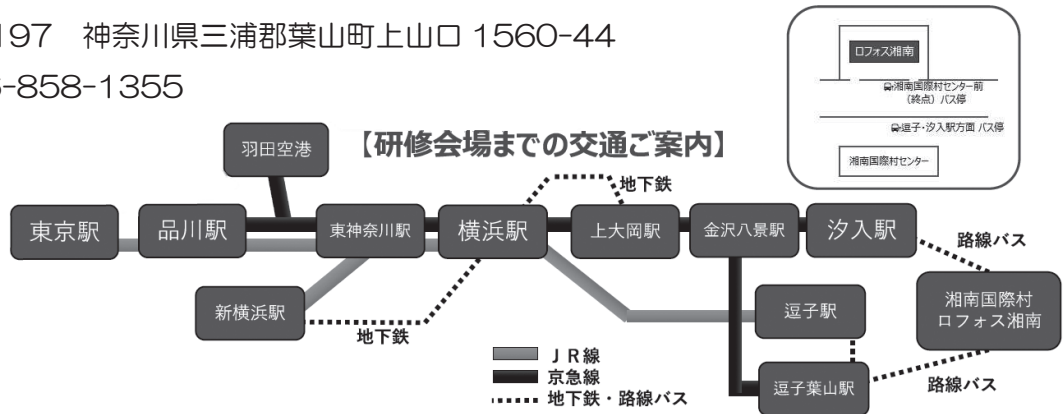 197　神奈川県三浦郡葉山町上山口 1560-44
-858-1355
ロフォス湘南
湘南国際村センター前
（終点）バス停
逗子・汐入駅方面 バス停
湘南国際村センター
【研修会場までの交通ご案内】
羽田空港
地下鉄
東京駅
品川駅
東神奈川駅
横浜駅
上大岡駅
金沢八景駅
汐入駅
路線バス
新横浜駅
地下鉄
逗子駅
湘南国際村
ロフォス湘南
ＪＲ線
京急線
地下鉄・路線バス
逗子葉山駅
路線バス